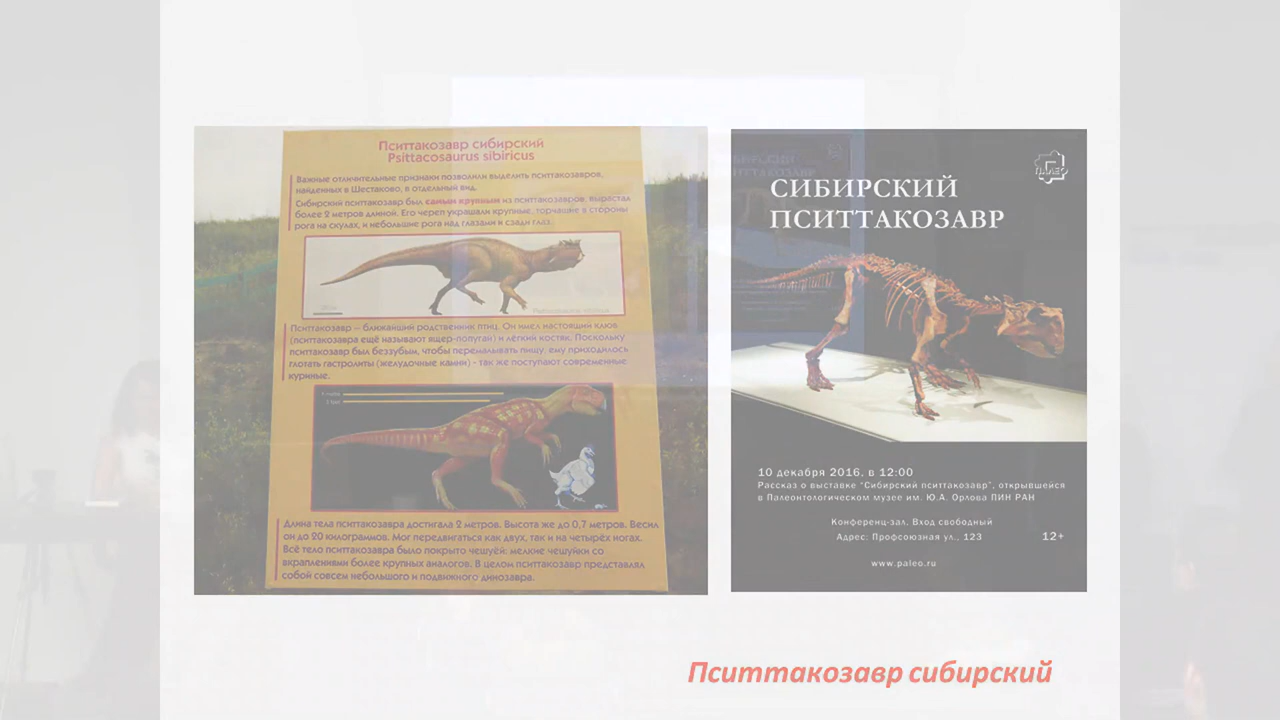 Пситтакозавр сибирский
Psittacosaurus sibiricus
Важные отличительные признаки позволили выделить пситтакозавров,
найденных в Шестаково, в отдельный вид.
Сибирский пситтакозавр был самым крупным из пситтакозавров, вырастал
более 2 метров длиной. Его череп украшали крупные, торчащие в стороны
рога на скулах, и небольшие рога над глазами и сзади глаз.
Пситтакозавр – ближайший родственник птиц. Он имел настоящий клюв
(пситтакозавра ещё называют ящер-попугай) и лёгкий костяк. Поскольку
пситтакозавр был беззубым, чтобы перемалывать пищу, ему приходилось
глотать гастролиты (желудочные камни) - так же поступают современные
куриные.
Длина тела пситтакозавра достигала 2 метров. Высота же до 0,7 метров. Весил
он до 20 килограммов. Мог передвигаться как двух, так и на четырёх ногах.
Всё тело пситтакозавра было покрыто чешуёй: мелкие чешуйки со
вкраплениями более крупных аналогов. В целом пситтакозавр представлял
собой совсем небольшого и подвижного динозавра.
СИБИРСКИЙ
ПСИТТАКОЗАВР
10 декабря 2016, в 12:00
Рассказ о выставке "Сибирский пситтакозавр", открывшейся
в Палеонтологическом музее им. Ю.А. Орлова ПИН РАН
Конференц-зал. Вход свободный
Адрес: Профсоюзная ул., 123
12+
www.paleo.ru
Пситтакозавр сибирский